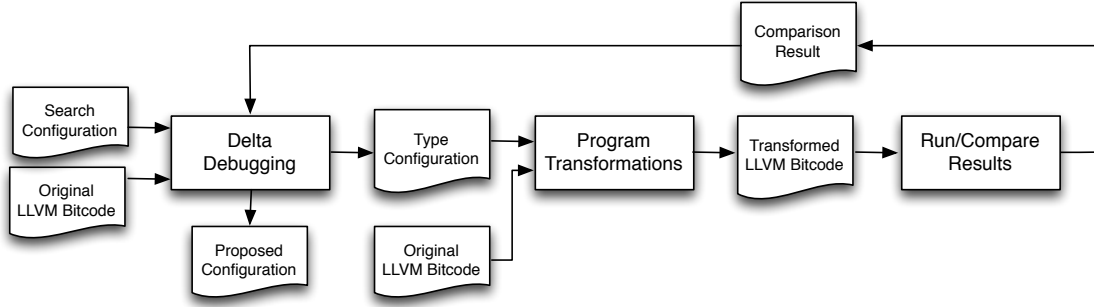 Comparison
Result
Search
Configuration
Delta
Debugging
Type
Configuration
Program
Transformations
Transformed
LLVM Bitcode
Run/Compare
Results
Original
LLVM Bitcode
Proposed
Configuration
Original
LLVM Bitcode